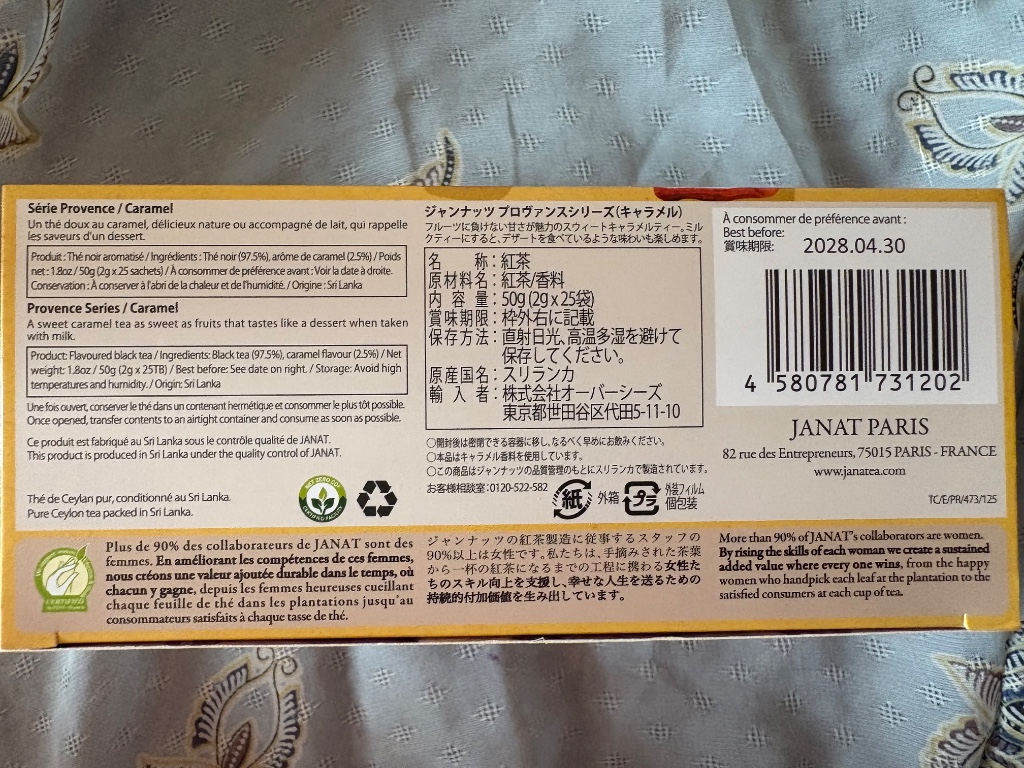 Série Provence / Caramel
Un thé doux au caramel, délicieux nature ou accompagné de lait, qui rappelle
les saveurs d'un dessert.
Produit : Thé noir aromatisé / Ingrédients : Thé noir (97.5%), arôme de caramel (2.5%) / Poids
net : 1.8oz / 50g (2g x 25 sachets) / À consommer de préférence avant : Voir la date à droite.
Conservation : À conserver à l'abri de la chaleur et de l'humidité. / Origine : Sri Lanka
Provence Series / Caramel
A sweet caramel tea as sweet as fruits that tastes like a dessert when taken
with milk.
Product: Flavoured black tea / Ingredients: Black tea (97.5%), caramel flavour (2.5%) / Net
weight: 1.8oz / 50g (2g x 25TB) / Best before: See date on right. / Storage: Avoid high
temperatures and humidity. / Origin: Sri Lanka
Une fois ouvert, conserver le thé dans un contenant hermétique et consommer le plus tôt possible.
Once opened, transfer contents to an airtight container and consume as soon as possible.
Ce produit est fabriqué au Sri Lanka sous le contrôle qualité de JANAT.
This product is produced in Sri Lanka under the quality control of JANAT.
Thé de Ceylan pur, conditionné au Sri Lanka.
Pure Ceylon tea packed in Sri Lanka.
NET ZERO CO²
CERTIFIED FACILITY
ジャンナッツ プロヴァンスシリーズ(キャラメル)
フルーツに負けない甘さが魅力のスウィートキャラメルティー。ミル
クティーにすると、デザートを食べているような味わいも楽しめます。
名 称：紅茶
原材料名：紅茶/香料
内 容 量：50g(2g x 25袋)
賞味期限：枠外右に記載
保存方法：直射日光、高温多湿を避けて
保存してください。
原産国名：スリランカ
輸 入 者：株式会社オーバーシーズ
東京都世田谷区代田5-11-10
○開封後は密閉できる容器に移し、なるべく早めにお飲みください。
○本品はキャラメル香料を使用しています。
○この商品はジャンナッツの品質管理のもとにスリランカで製造されています。
お客様相談室：0120-522-582
紙 外箱
プラ 外装フィルム
個包装
À consommer de préférence avant :
Best before:
賞味期限: 2028.04.30
4 580781 731202
JANAT PARIS
82 rue des Entrepreneurs, 75015 PARIS - FRANCE
www.janatea.com
TC/E/PR/473/125
CERTIFIED
Plus de 90% des collaborateurs de JANAT sont des
femmes. En améliorant les compétences de ces femmes,
nous créons une valeur ajoutée durable dans le temps, où
chacun y gagne, depuis les femmes heureuses cueillant
chaque feuille de thé dans les plantations jusqu'au
consommateurs satisfaits à chaque tasse de thé.
ジャンナッツの紅茶製造に従事するスタッフの
90%以上は女性です。私たちは、手摘みされた茶葉
から一杯の紅茶になるまでの工程に携わる女性た
ちのスキル向上を支援し、幸せな人生を送るための
持続的付加価値を生み出しています。
More than 90% of JANAT's collaborators are women.
By rising the skills of each woman we create a sustained
added value where every one wins, from the happy
women who handpick each leaf at the plantation to the
satisfied consumers at each cup of tea.